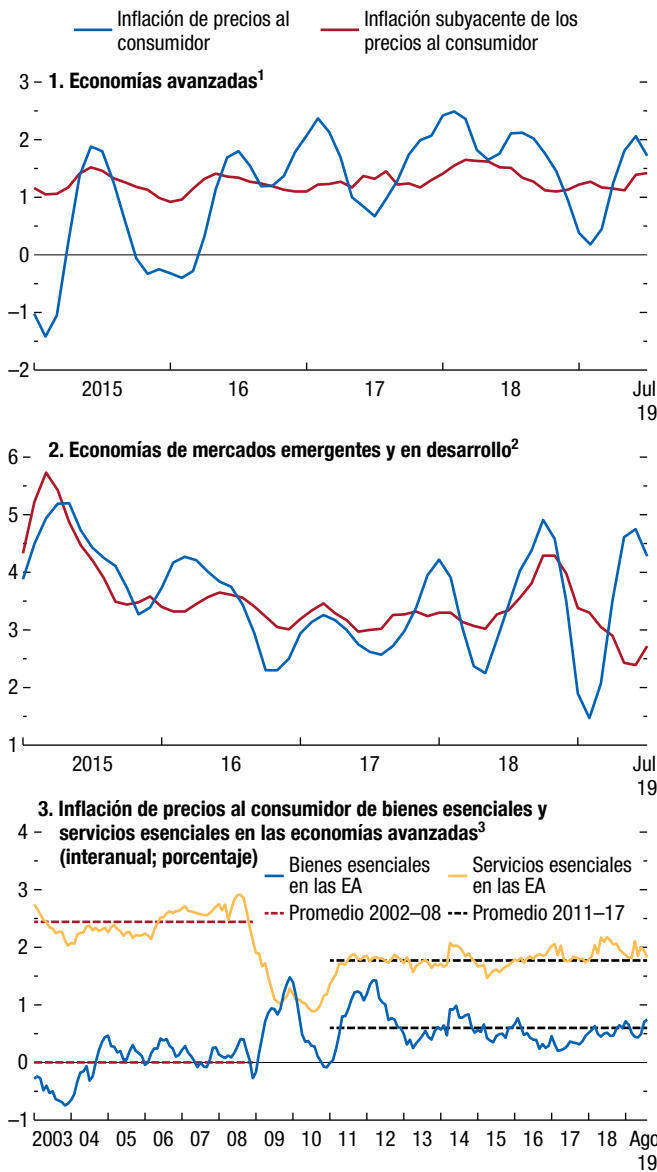 Inflación de precios al consumidor
Inflación subyacente de los precios al consumidor
1. Economías avanzadas¹
3
2
1
0
−1
−2
2015 16 17 18 Jul 19
2. Economías de mercados emergentes y en desarrollo²
6
5
4
3
2
1
2015 16 17 18 Jul 19
3. Inflación de precios al consumidor de bienes esenciales y
servicios esenciales en las economías avanzadas³
(interanual; porcentaje)
Bienes esenciales en las EA
Servicios esenciales en las EA
Promedio 2002–08
Promedio 2011–17
4
3
2
1
0
−1
2003 04 05 06 07 08 09 10 11 12 13 14 15 16 17 18 Ago 19